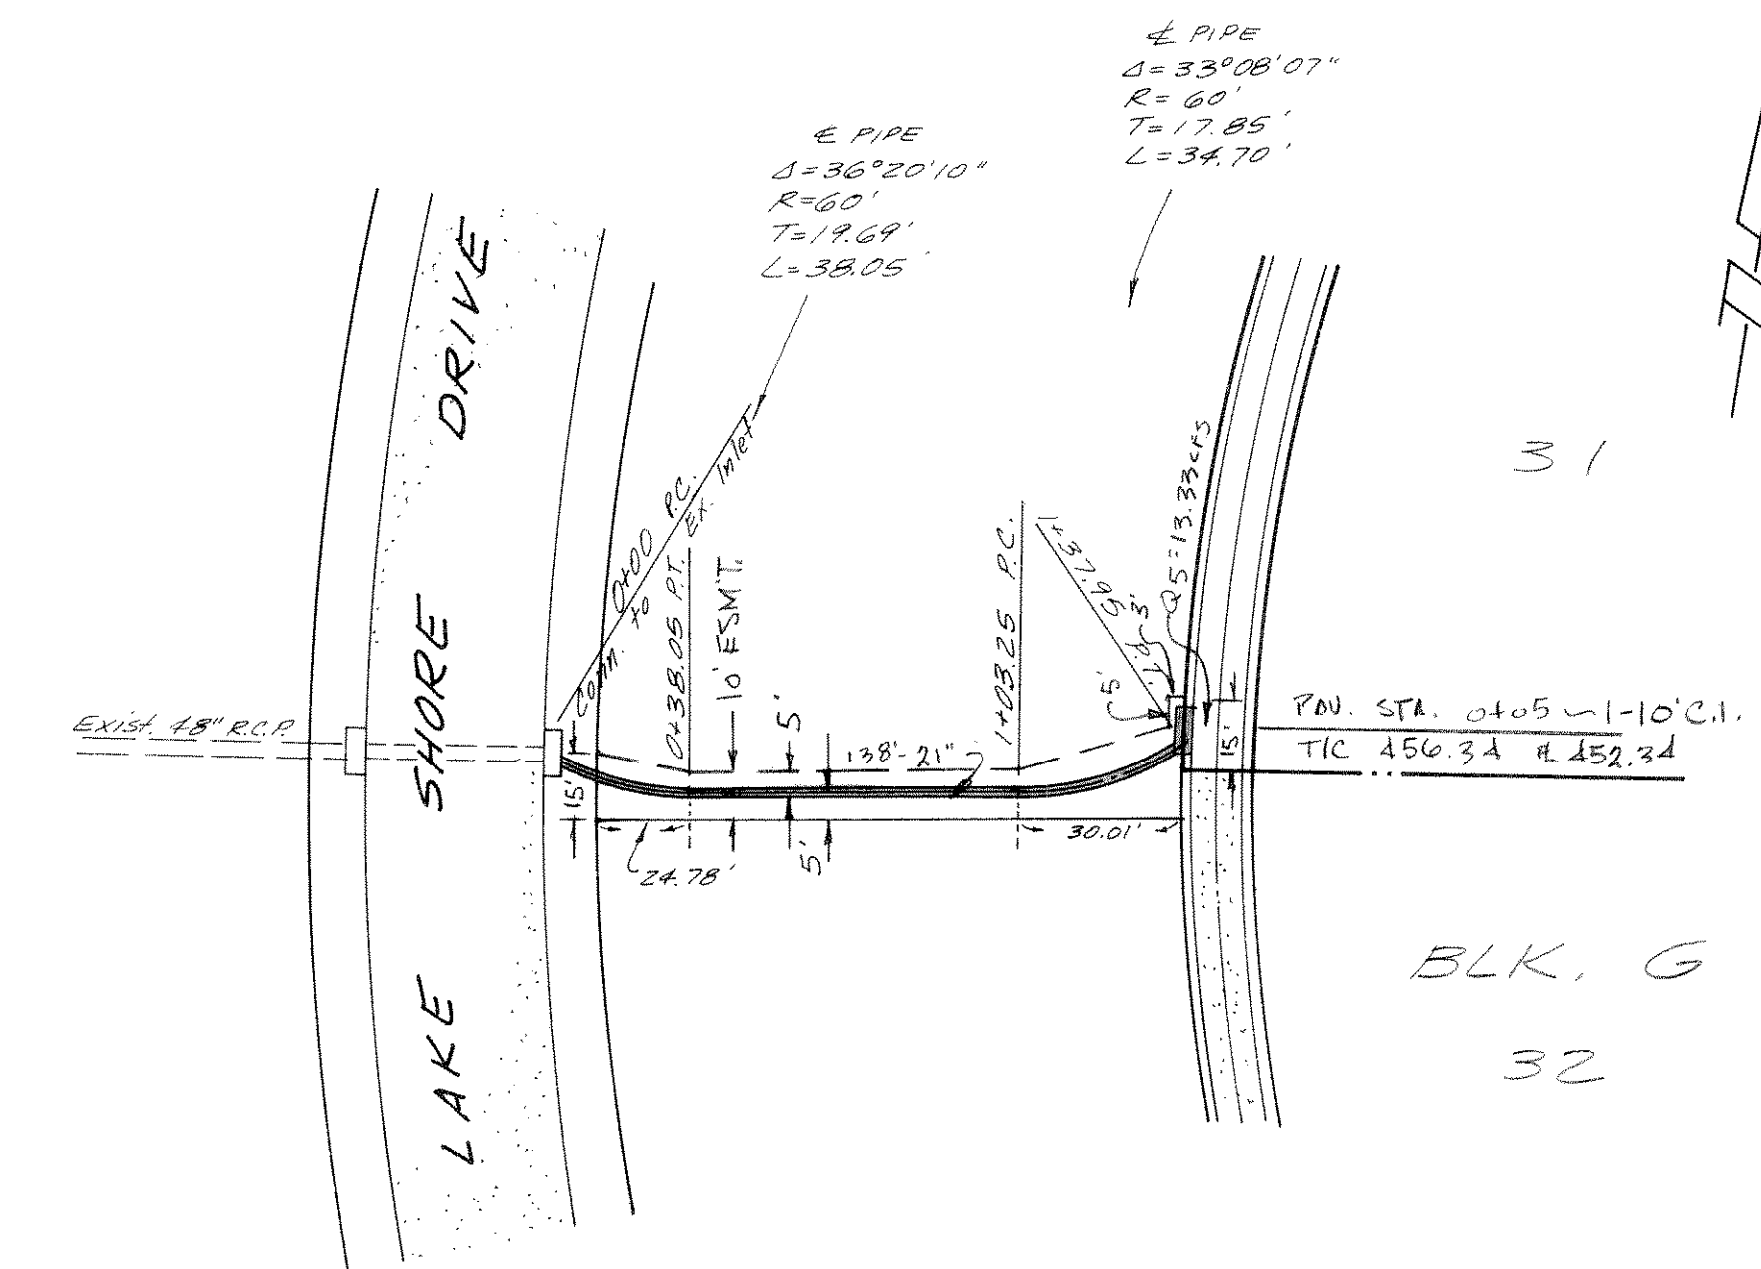 ℄ PIPE
Δ=33°08'07"
R=60'
T=17.85'
L=34.70'
℄ PIPE
Δ=36°20'10"
R=60'
T=19.69'
L=38.05'
LAKE SHORE DRIVE
Exist. 48" R.C.P.
0+00 P.C.
Conn. to Ex. Inlet
0+38.05 P.T.
10' ESMT.
5'
138'-21"
1+03.25 P.C.
1+37.95 P.T.
5'
3'
Q5=13.33cfs
15'
15'
24.78'
5'
30.01'
PAV. STA. 0+05 ~ 1-10' C.I.
T/C 456.34 ℄ 452.34
31
BLK. G
32